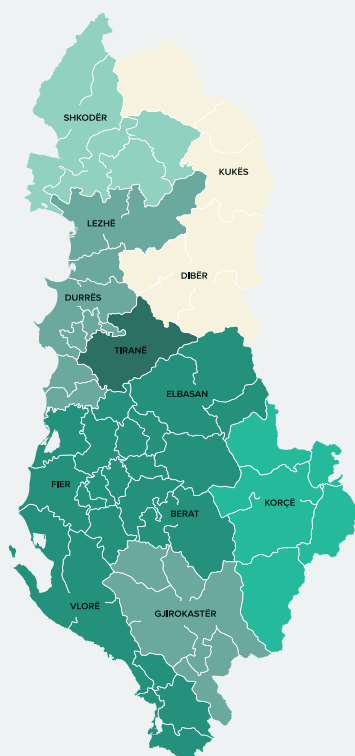 SHKODËR
KUKËS
LEZHË
DIBËR
DURRËS
TIRANË
ELBASAN
FIER
KORÇË
BERAT
VLORË
GJIROKASTËR